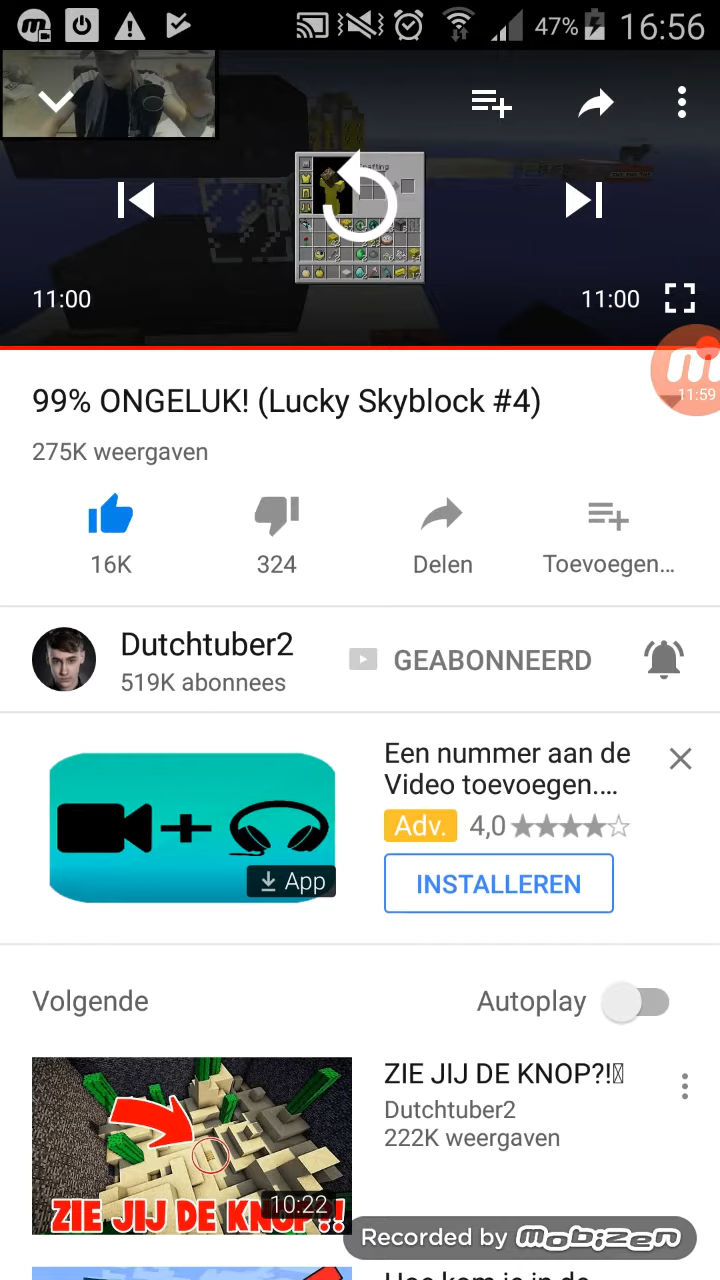 47% 16:56
11:00 11:00
11:59
99% ONGELUK! (Lucky Skyblock #4)
275K weergaven
16K 324 Delen Toevoegen...
Dutchtuber2
519K abonnees
GEABONNEERD
Een nummer aan de
Video toevoegen....
Adv. 4,0
App
INSTALLEREN
Volgende Autoplay
ZIE JIJ DE KNOP?!
Dutchtuber2
222K weergaven
10:22
ZIE JIJ DE KNOP!!
Recorded by mobizen